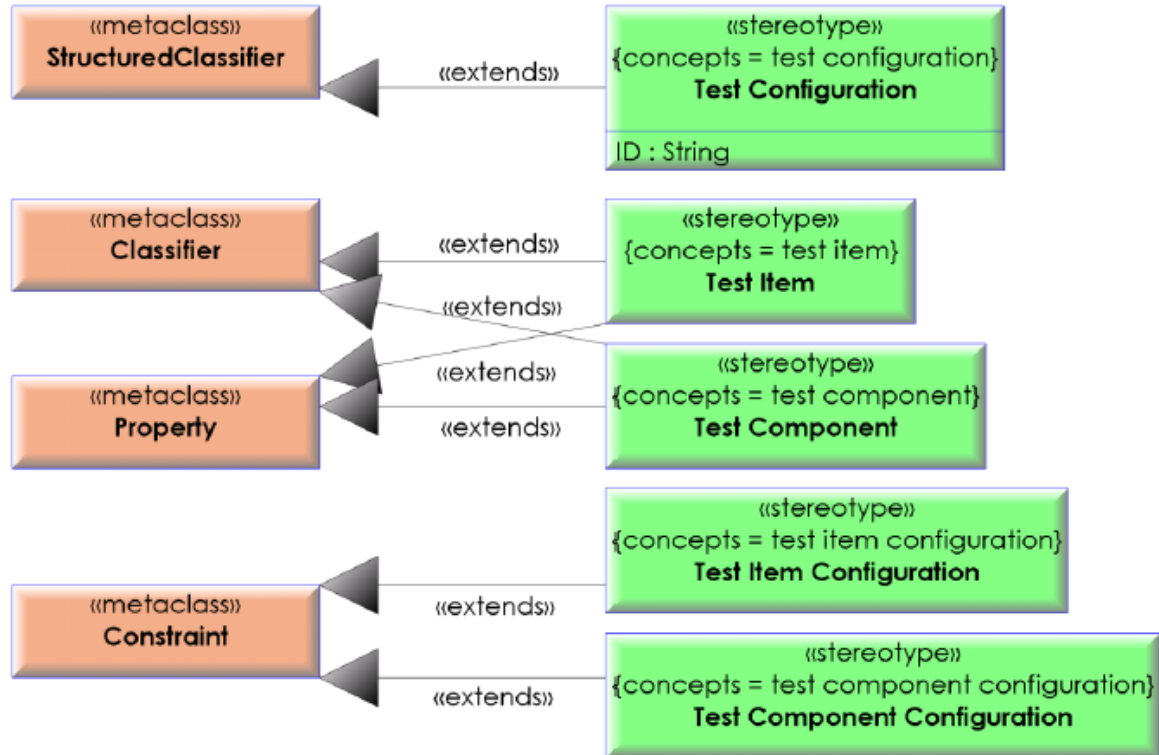 «metaclass»
StructuredClassifier
«extends»
«stereotype»
{concepts = test configuration}
Test Configuration
ID : String
«metaclass»
Classifier
«extends»
«stereotype»
{concepts = test item}
Test Item
«extends»
«metaclass»
Property
«extends»
«extends»
«stereotype»
{concepts = test component}
Test Component
«stereotype»
{concepts = test item configuration}
Test Item Configuration
«metaclass»
Constraint
«extends»
«extends»
«stereotype»
{concepts = test component configuration}
Test Component Configuration